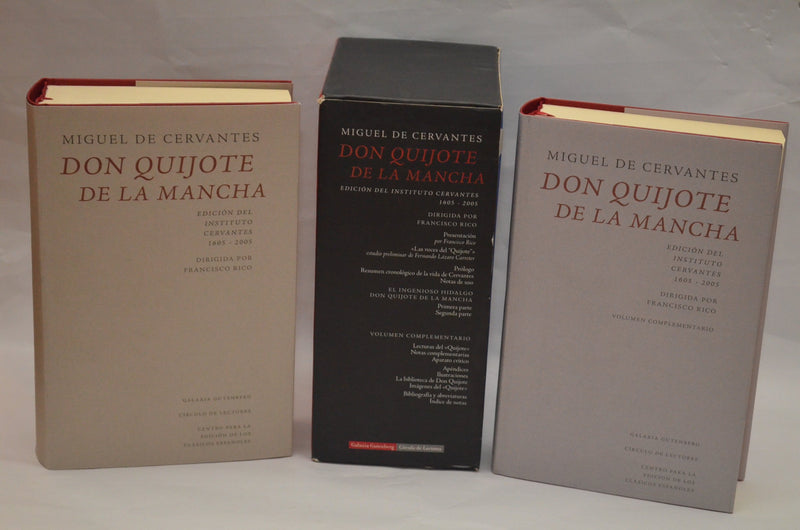 MIGUEL DE CERVANTES
DON QUIJOTE
DE LA MANCHA
EDICIÓN DEL
INSTITUTO
CERVANTES
1605 - 2005
DIRIGIDA POR
FRANCISCO RICO
GALAXIA GUTENBERG
CÍRCULO DE LECTORES
CENTRO PARA LA
EDICIÓN DE LOS
CLÁSICOS ESPAÑOLES
MIGUEL DE CERVANTES
DON QUIJOTE
DE LA MANCHA
EDICIÓN DEL INSTITUTO CERVANTES
1605 - 2005
DIRIGIDA POR
FRANCISCO RICO
Presentación
por Francisco Rico
«Las voces del "Quijote"»
estudio preliminar de Fernando Lázaro Carreter
Prólogo
Resumen cronológico de la vida de Cervantes
Notas de uso
EL INGENIOSO HIDALGO
DON QUIJOTE DE LA MANCHA
Primera parte
Segunda parte
VOLUMEN COMPLEMENTARIO
Lecturas del «Quijote»
Notas complementarias
Aparato crítico
Apéndices
Ilustraciones
La biblioteca de Don Quijote
Imágenes del «Quijote»
Bibliografía y abreviaturas
Índice de notas
Galaxia Gutenberg Círculo de Lectores
MIGUEL DE CERVANTES
DON QUIJOTE
DE LA MANCHA
EDICIÓN DEL
INSTITUTO
CERVANTES
1605 - 2005
DIRIGIDA POR
FRANCISCO RICO
VOLUMEN COMPLEMENTARIO
GALAXIA GUTENBERG
CÍRCULO DE LECTORES
CENTRO PARA LA
EDICIÓN DE LOS
CLÁSICOS ESPAÑOLES